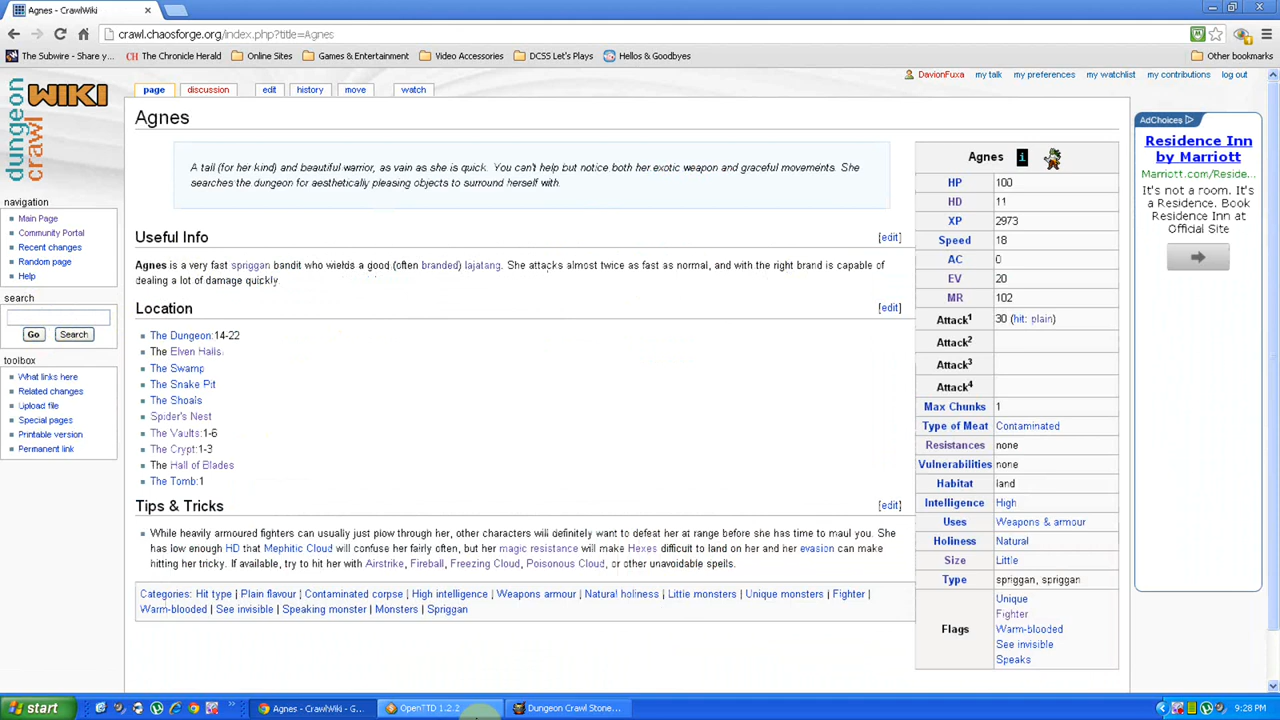 Agnes - CrawlWiki
crawl.chaosforge.org/index.php?title=Agnes
The Subwire - Share y... CH The Chronicle Herald Online Sites Games & Entertainment Video Accessories DCSS Let's Plays Hellos & Goodbyes Other bookmarks
DavionFuxa my talk my preferences my watchlist my contributions log out
dungeon crawl WIKI
page discussion edit history move watch
Agnes
A tall (for her kind) and beautiful warrior, as vain as she is quick. You can't help but notice both her exotic weapon and graceful movements. She
searches the dungeon for aesthetically pleasing objects to surround herself with.
Useful Info [edit]
Agnes is a very fast spriggan bandit who wields a good (often branded) lajatang. She attacks almost twice as fast as normal, and with the right brand is capable of
dealing a lot of damage quickly.
Location [edit]
The Dungeon:14-22
The Elven Halls.
The Swamp
The Snake Pit
The Shoals
Spider's Nest
The Vaults:1-6
The Crypt:1-3
The Hall of Blades
The Tomb:1
Tips & Tricks [edit]
While heavily armoured fighters can usually just plow through her, other characters will definitely want to defeat her at range before she has time to maul you. She
has low enough HD that Mephitic Cloud will confuse her fairly often, but her magic resistance will make Hexes difficult to land on her and her evasion can make
hitting her tricky. If available, try to hit her with Airstrike, Fireball, Freezing Cloud, Poisonous Cloud, or other unavoidable spells.
Categories: Hit type | Plain flavour | Contaminated corpse | High intelligence | Weapons armour | Natural holiness | Little monsters | Unique monsters | Fighter |
Warm-blooded | See invisible | Speaking monster | Monsters | Spriggan
Agnes i
HP 100
HD 11
XP 2973
Speed 18
AC 0
EV 20
MR 102
Attack1 30 (hit: plain)
Attack2
Attack3
Attack4
Max Chunks 1
Type of Meat Contaminated
Resistances none
Vulnerabilities none
Habitat land
Intelligence High
Uses Weapons & armour
Holiness Natural
Size Little
Type spriggan, spriggan
Flags
Unique
Fighter
Warm-blooded
See invisible
Speaks
navigation
Main Page
Community Portal
Recent changes
Random page
Help
search
Go Search
toolbox
What links here
Related changes
Upload file
Special pages
Printable version
Permanent link
AdChoices
Residence Inn
by Marriott
Marriott.com/Reside...
It's not a room. It's
a Residence. Book
Residence Inn at
Official Site
start Agnes - CrawlWiki - G... OpenTTD 1.2.2 Dungeon Crawl Stone... 9:28 PM